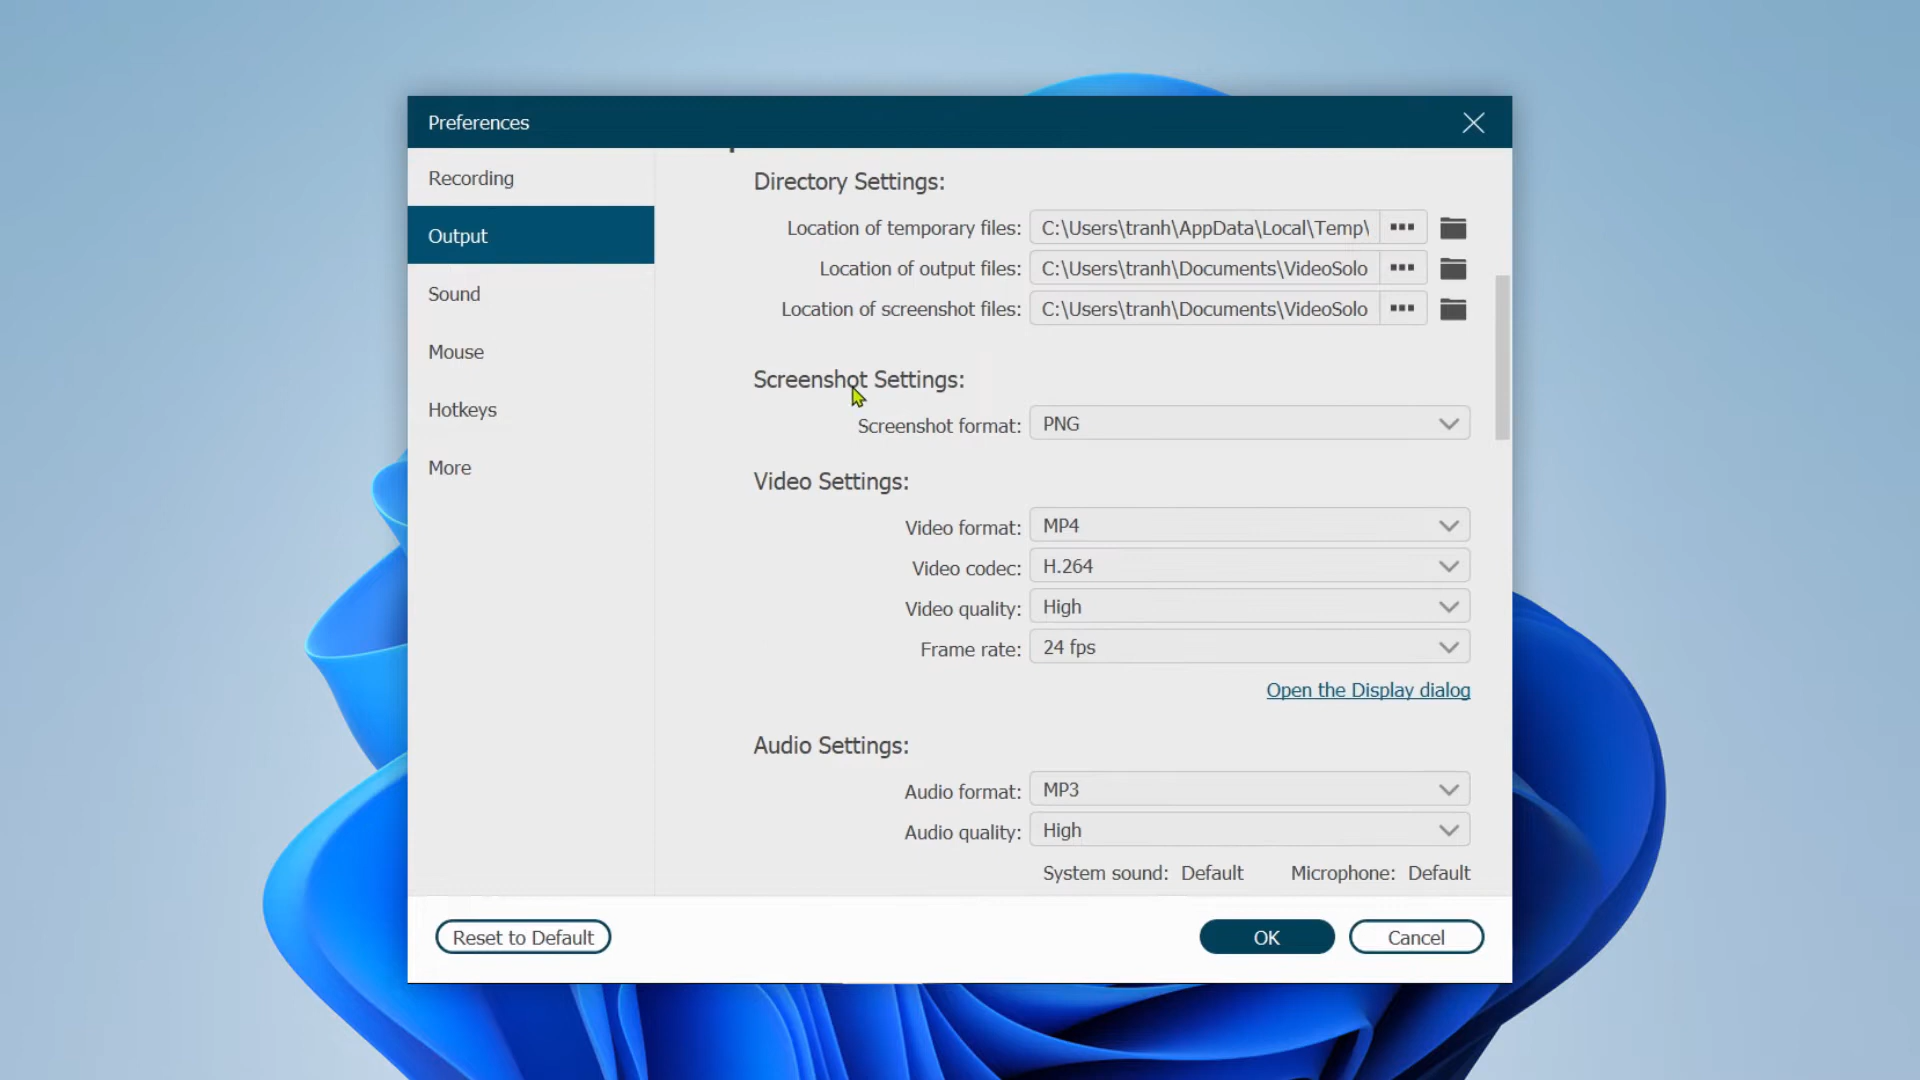 Preferences
Recording
Output
Sound
Mouse
Hotkeys
More
Directory Settings:
Location of temporary files: C:\Users\tranh\AppData\Local\Temp\ ...
Location of output files: C:\Users\tranh\Documents\VideoSolo ...
Location of screenshot files: C:\Users\tranh\Documents\VideoSolo ...
Screenshot Settings:
Screenshot format: PNG
Video Settings:
Video format: MP4
Video codec: H.264
Video quality: High
Frame rate: 24 fps
Open the Display dialog
Audio Settings:
Audio format: MP3
Audio quality: High
System sound: Default Microphone: Default
Reset to Default OK Cancel